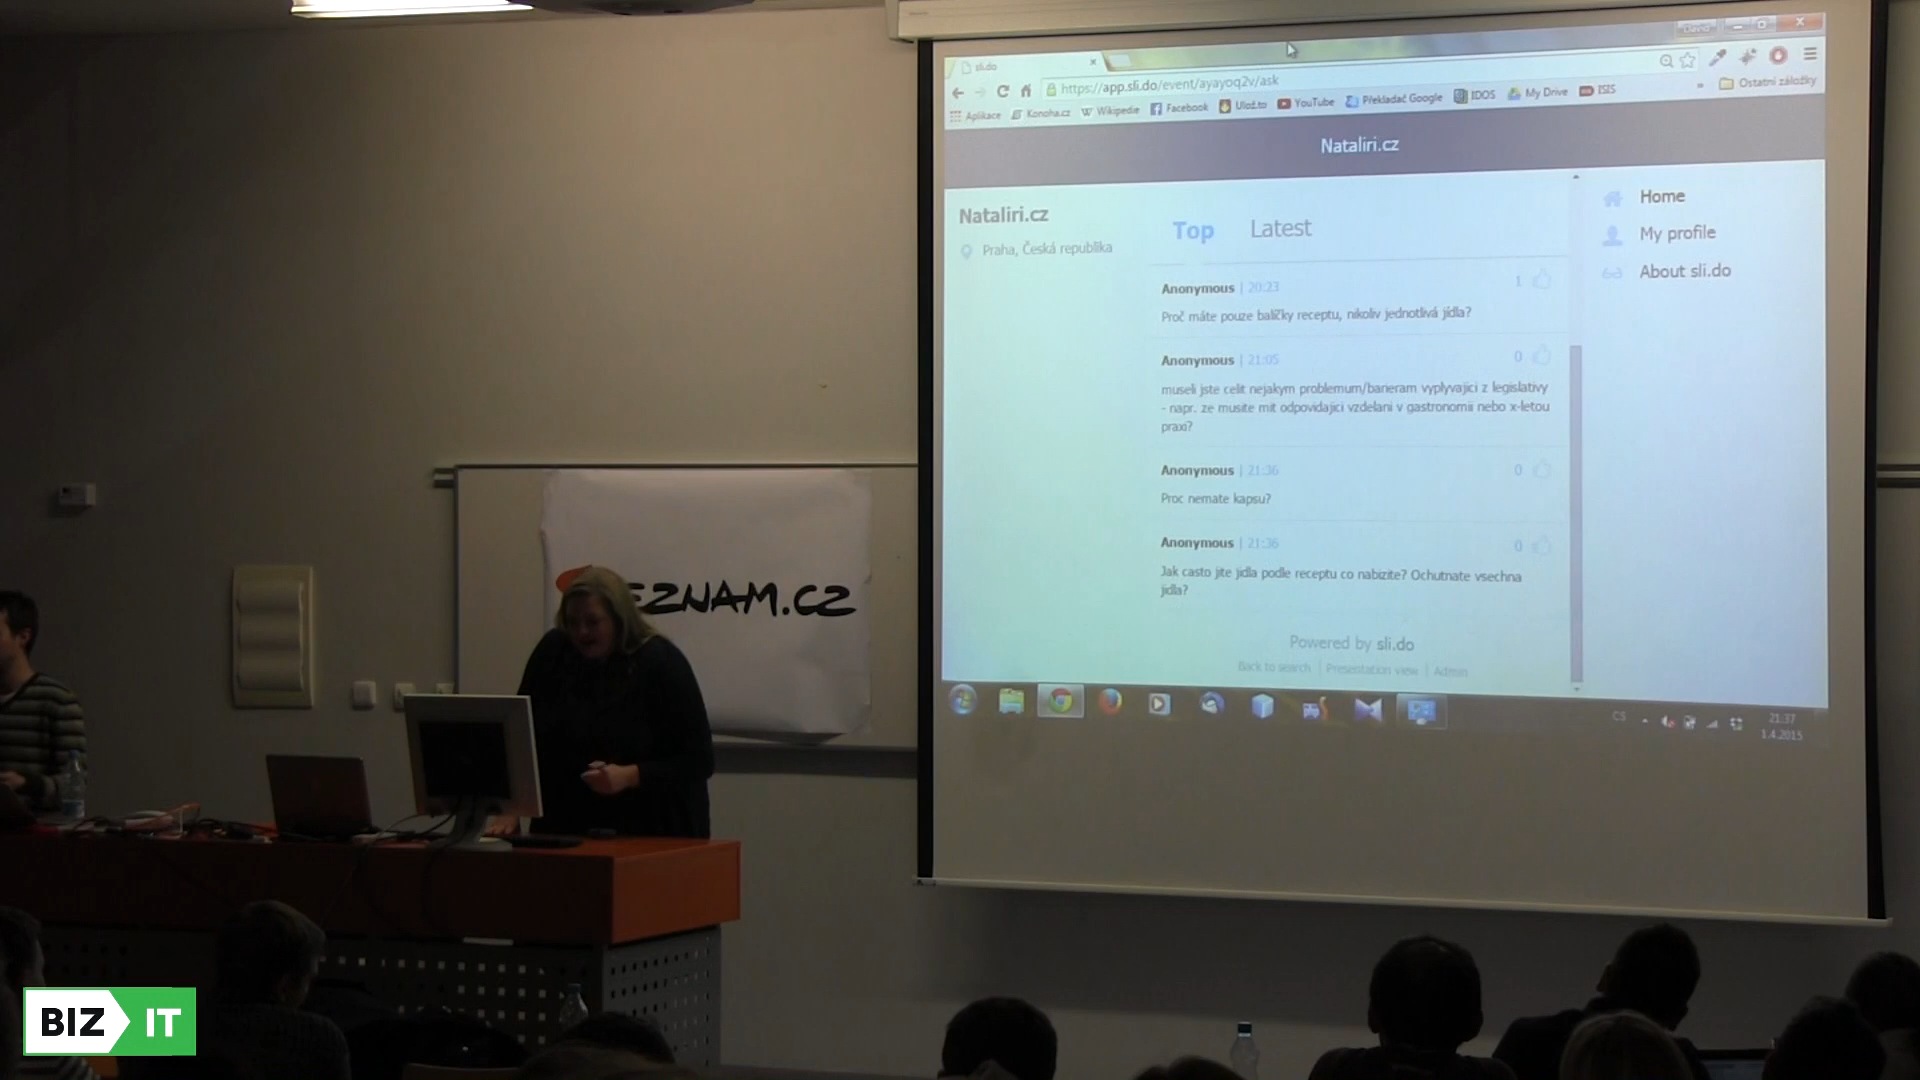 sli.do
https://app.sli.do/event/ayayoq2v/ask
Aplikace Konoha.cz Wikipedie Facebook Uloz.to YouTube Překladač Google IDOS My Drive ISIS » Ostatní záložky
Nataliri.cz
Nataliri.cz
Praha, Česká republika
Top Latest
Anonymous | 20:23 1
Proč máte pouze balíčky receptu, nikoliv jednotlivá jídla?
Anonymous | 21:05 0
museli jste celit nejakym problemum/barieram vyplyvajici z legislativy
- napr. ze musite mit odpovidajici vzdelani v gastronomii nebo x-letou
praxi?
Anonymous | 21:36 0
Proc nemate kapsu?
Anonymous | 21:36 0
Jak casto jite jidla podle receptu co nabizite? Ochutnate vsechna
jidla?
Powered by sli.do
Back to search | Presentation view | Admin
Home
My profile
About sli.do
CS
21:37
1.4.2015
EZNAM.CZ
BIZ IT